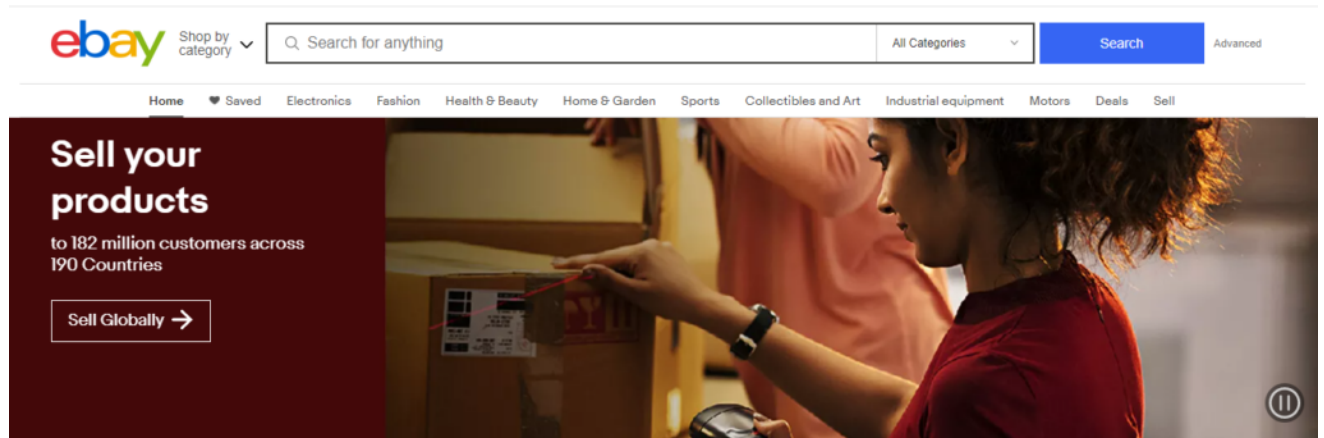 ebay
Shop by
category
Search for anything
All Categories
Search
Advanced
Home Saved Electronics Fashion Health & Beauty Home & Garden Sports Collectibles and Art Industrial equipment Motors Deals Sell
Sell your
products
to 182 million customers across
190 Countries
Sell Globally